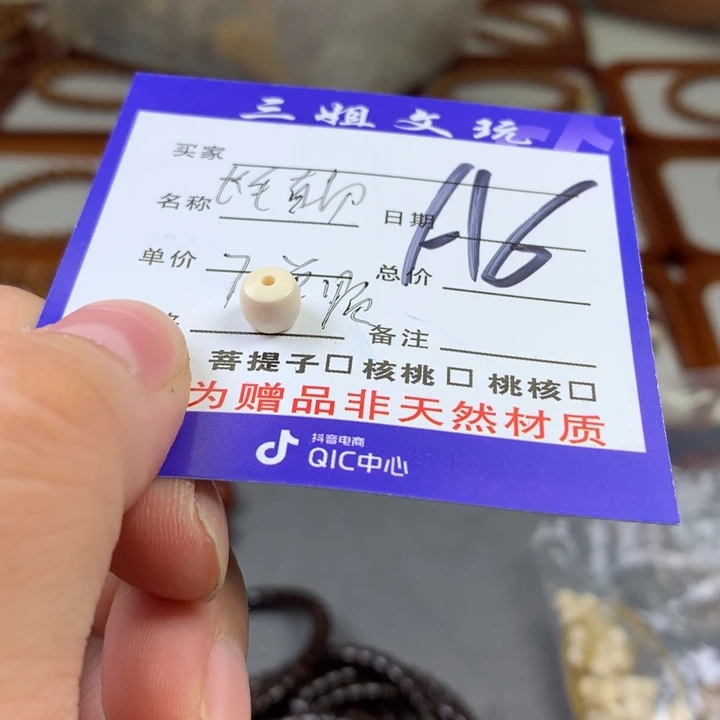 三姐文玩
买家
名称 日期 A6
单价 总价
备注
菩提子□ 核桃□ 桃核□
为赠品非天然材质
抖音电商
QIC中心